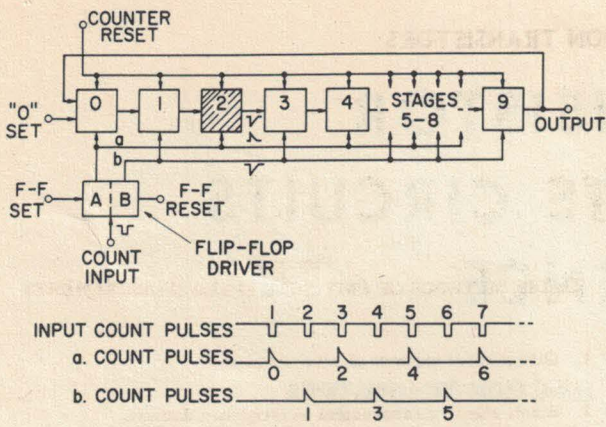 COUNTER
RESET
"0"
SET
0
1
2
3
4
STAGES
5-8
9
OUTPUT
a
b
F-F
SET
A
B
F-F
RESET
COUNT
INPUT
FLIP-FLOP
DRIVER
1 2 3 4 5 6 7
INPUT COUNT PULSES
a. COUNT PULSES
0 2 4 6
b. COUNT PULSES
1 3 5